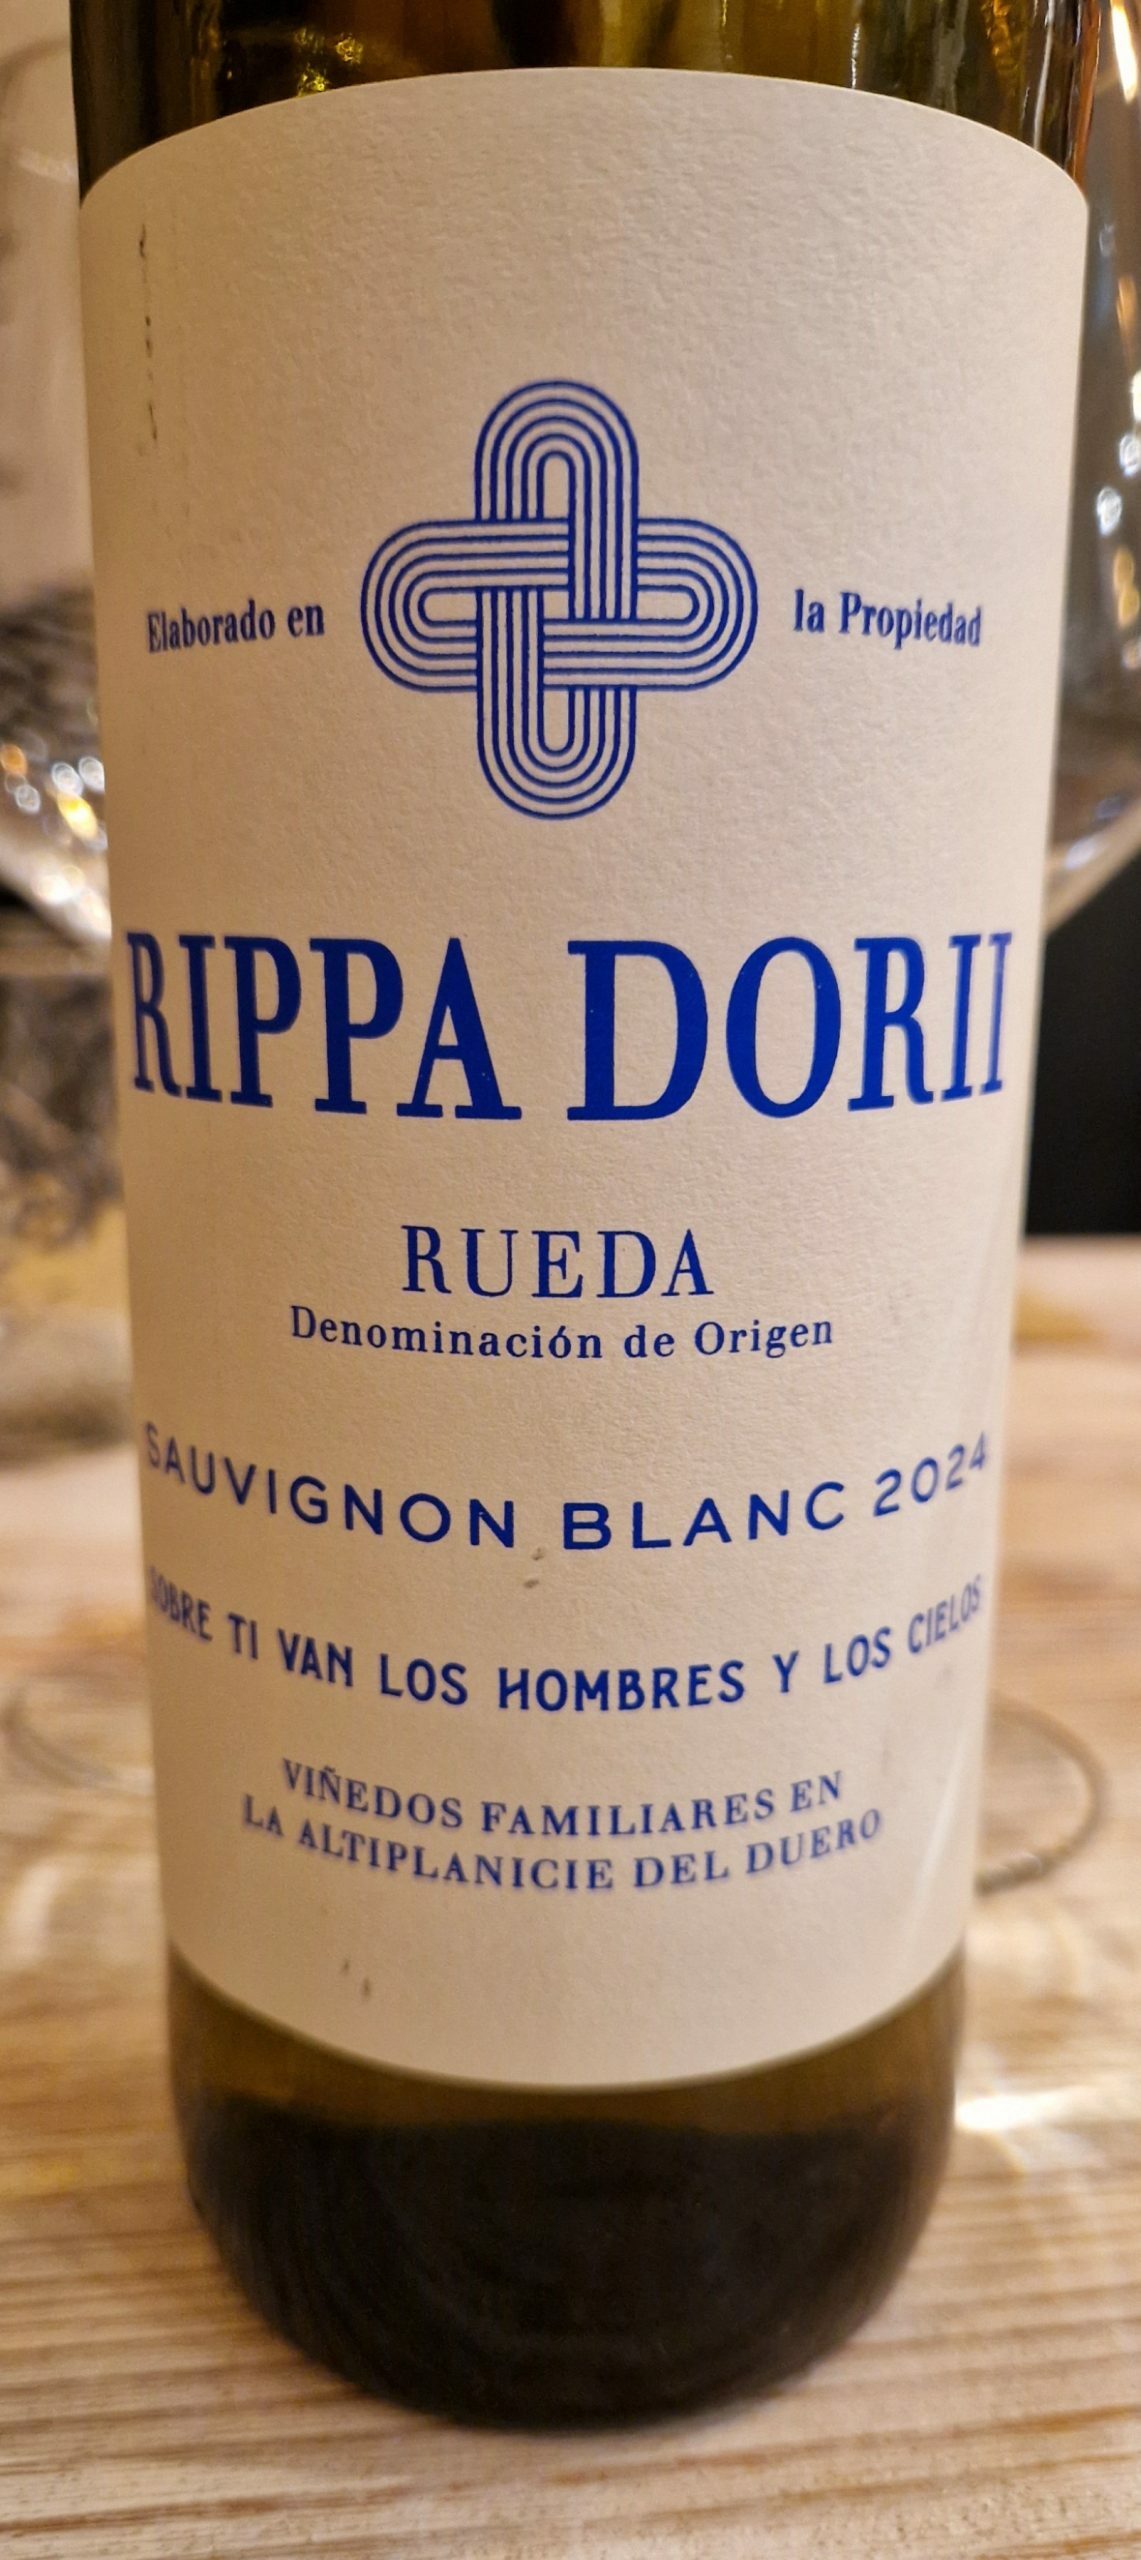 Elaborado en la Propiedad
RIPPA DORII
RUEDA
Denominación de Origen
SAUVIGNON BLANC 2024
SOBRE TI VAN LOS HOMBRES Y LOS CIELOS
VIÑEDOS FAMILIARES EN
LA ALTIPLANICIE DEL DUERO